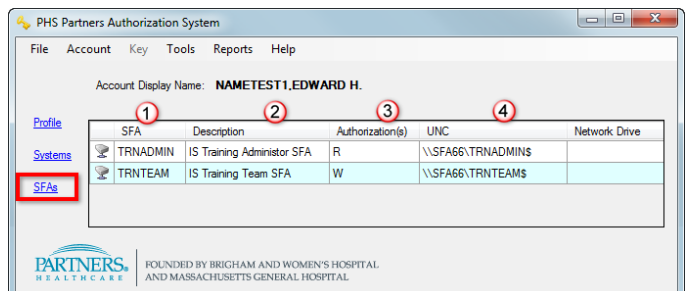 PHS Partners Authorization System
File Account Key Tools Reports Help
Account Display Name: NAMETEST1,EDWARD H.
1 2 3 4
Profile
SFA Description Authorization(s) UNC Network Drive
Systems
TRNADMIN IS Training Administor SFA R \\SFA66\TRNADMIN$
SFAs
TRNTEAM IS Training Team SFA W \\SFA66\TRNTEAM$
PARTNERS.
HEALTHCARE
FOUNDED BY BRIGHAM AND WOMEN'S HOSPITAL
AND MASSACHUSETTS GENERAL HOSPITAL